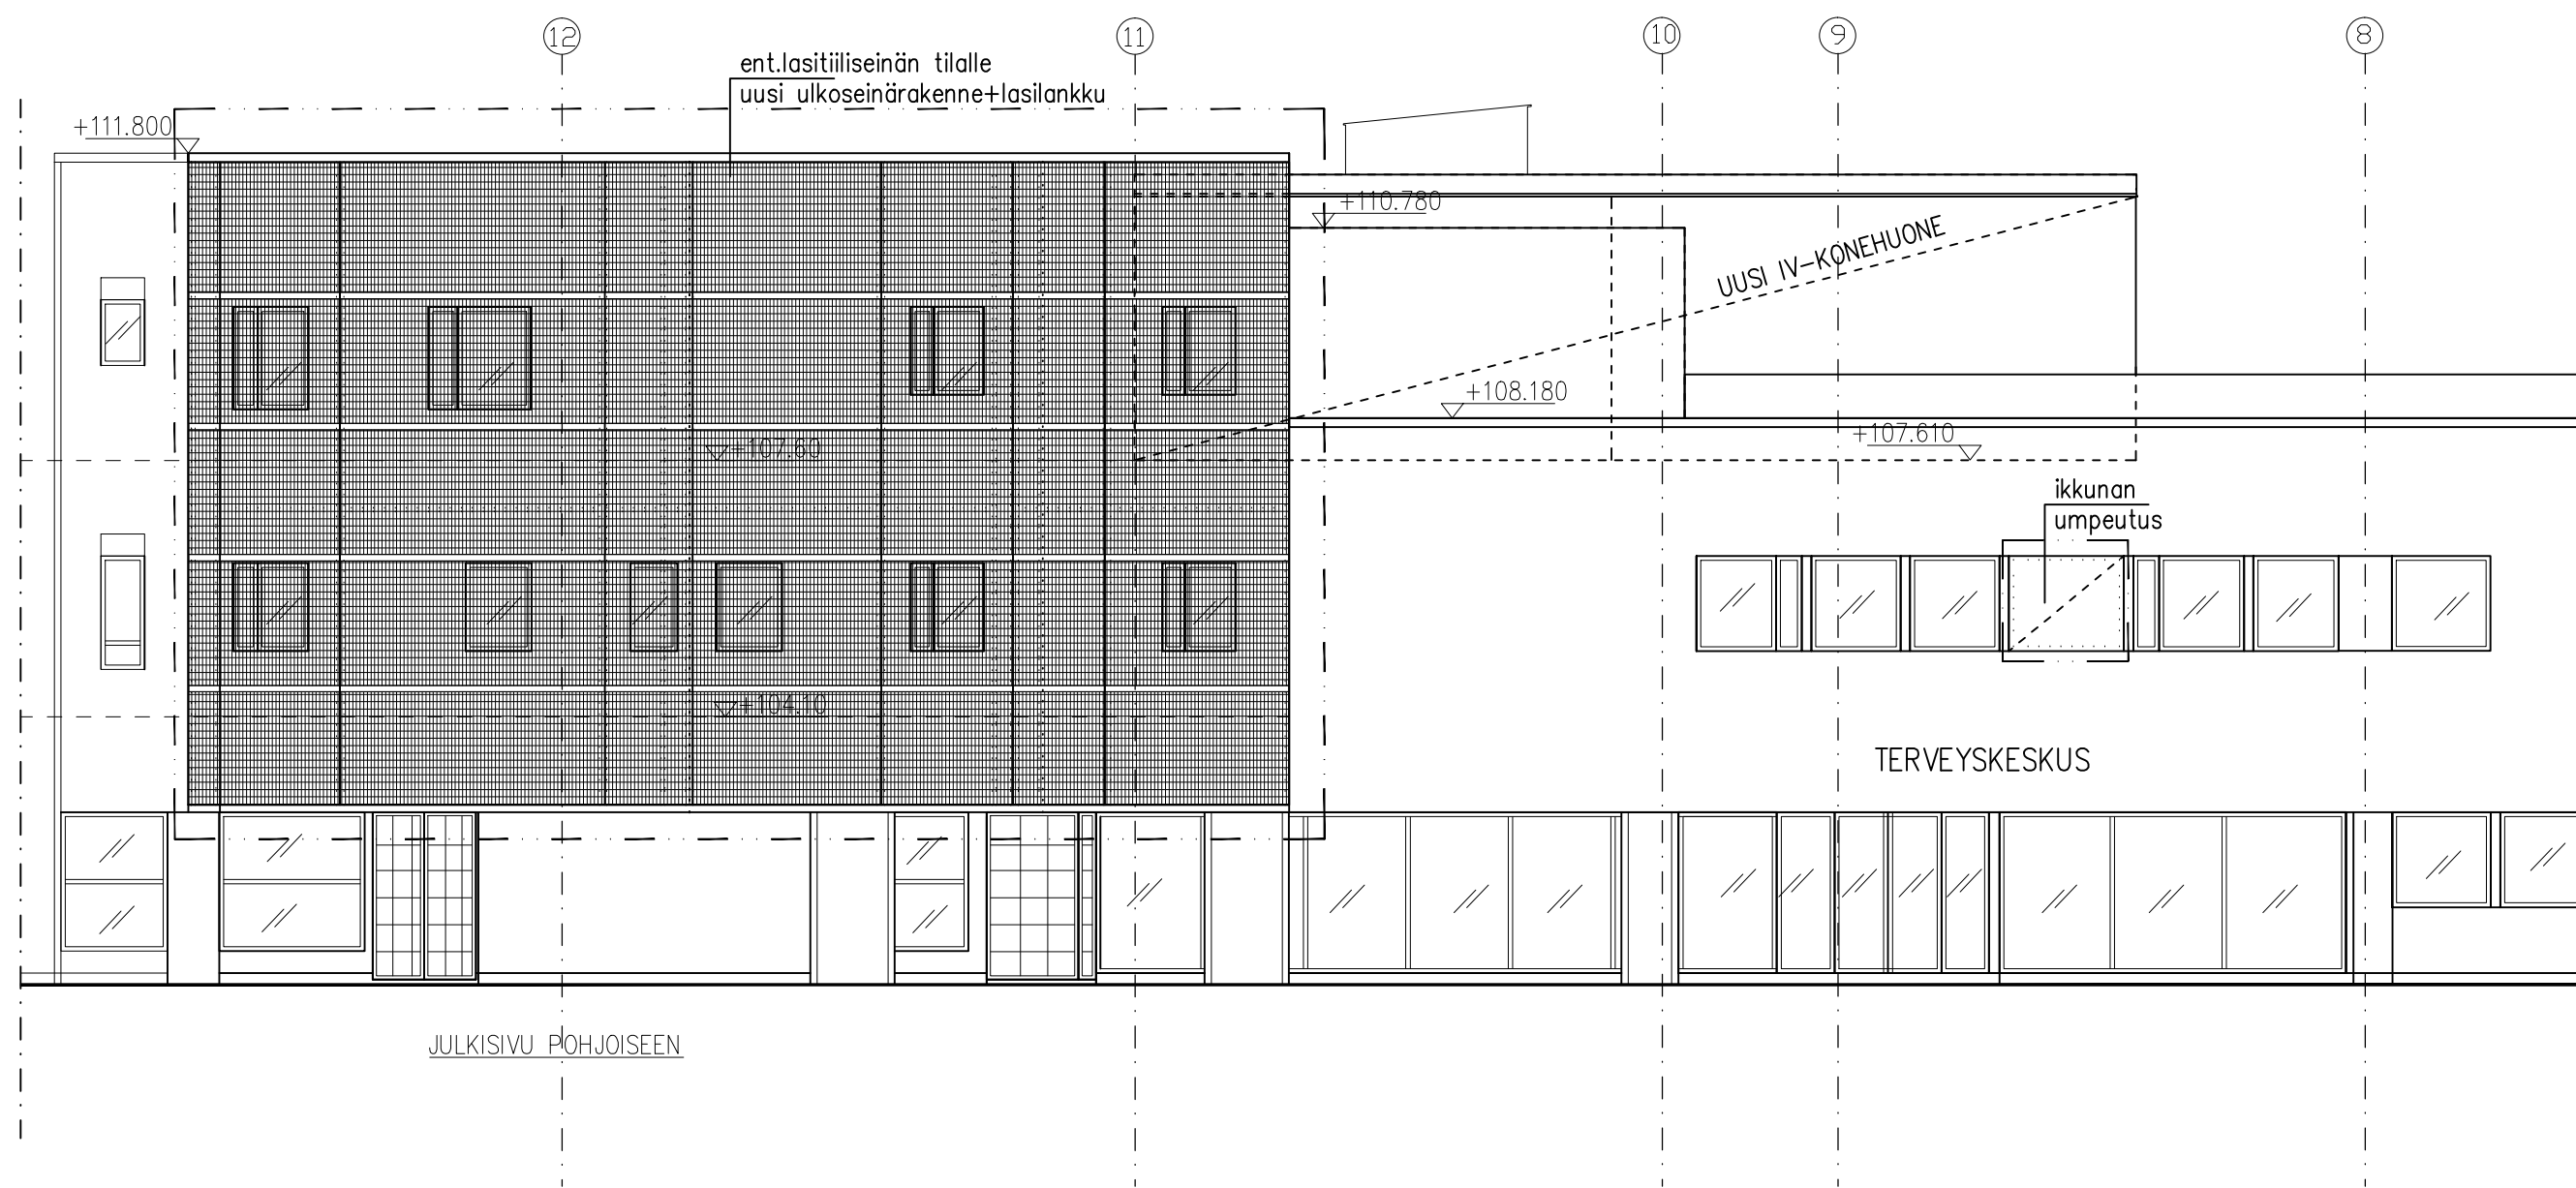 12
11
10
9
8
ent.lasitiiliseinän tilalle
uusi ulkoseinärakenne+lasilankku
+111.800
+110.780
UUSI IV-KONEHUONE
+108.180
+107.60
+107.610
ikkunan
umpeutus
+104.10
TERVEYSKESKUS
JULKISIVU POHJOISEEN